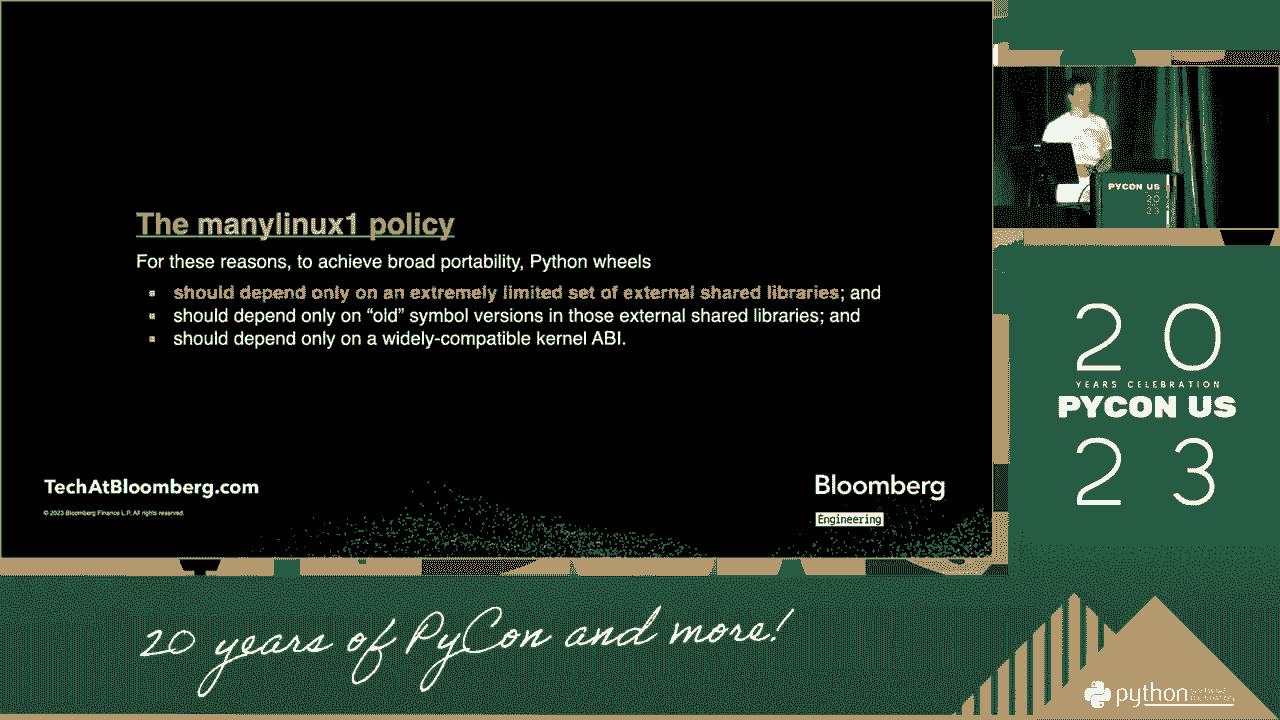 The manylinux1 policy
For these reasons, to achieve broad portability, Python wheels
should depend only on an extremely limited set of external shared libraries; and
should depend only on “old” symbol versions in those external shared libraries; and
should depend only on a widely-compatible kernel ABI.
TechAtBloomberg.com
© 2023 Bloomberg Finance L.P. All rights reserved.
Bloomberg
Engineering
PYCON US
20
23
20
YEARS CELEBRATION
PYCON US
23
20 years of PyCon and more!
python